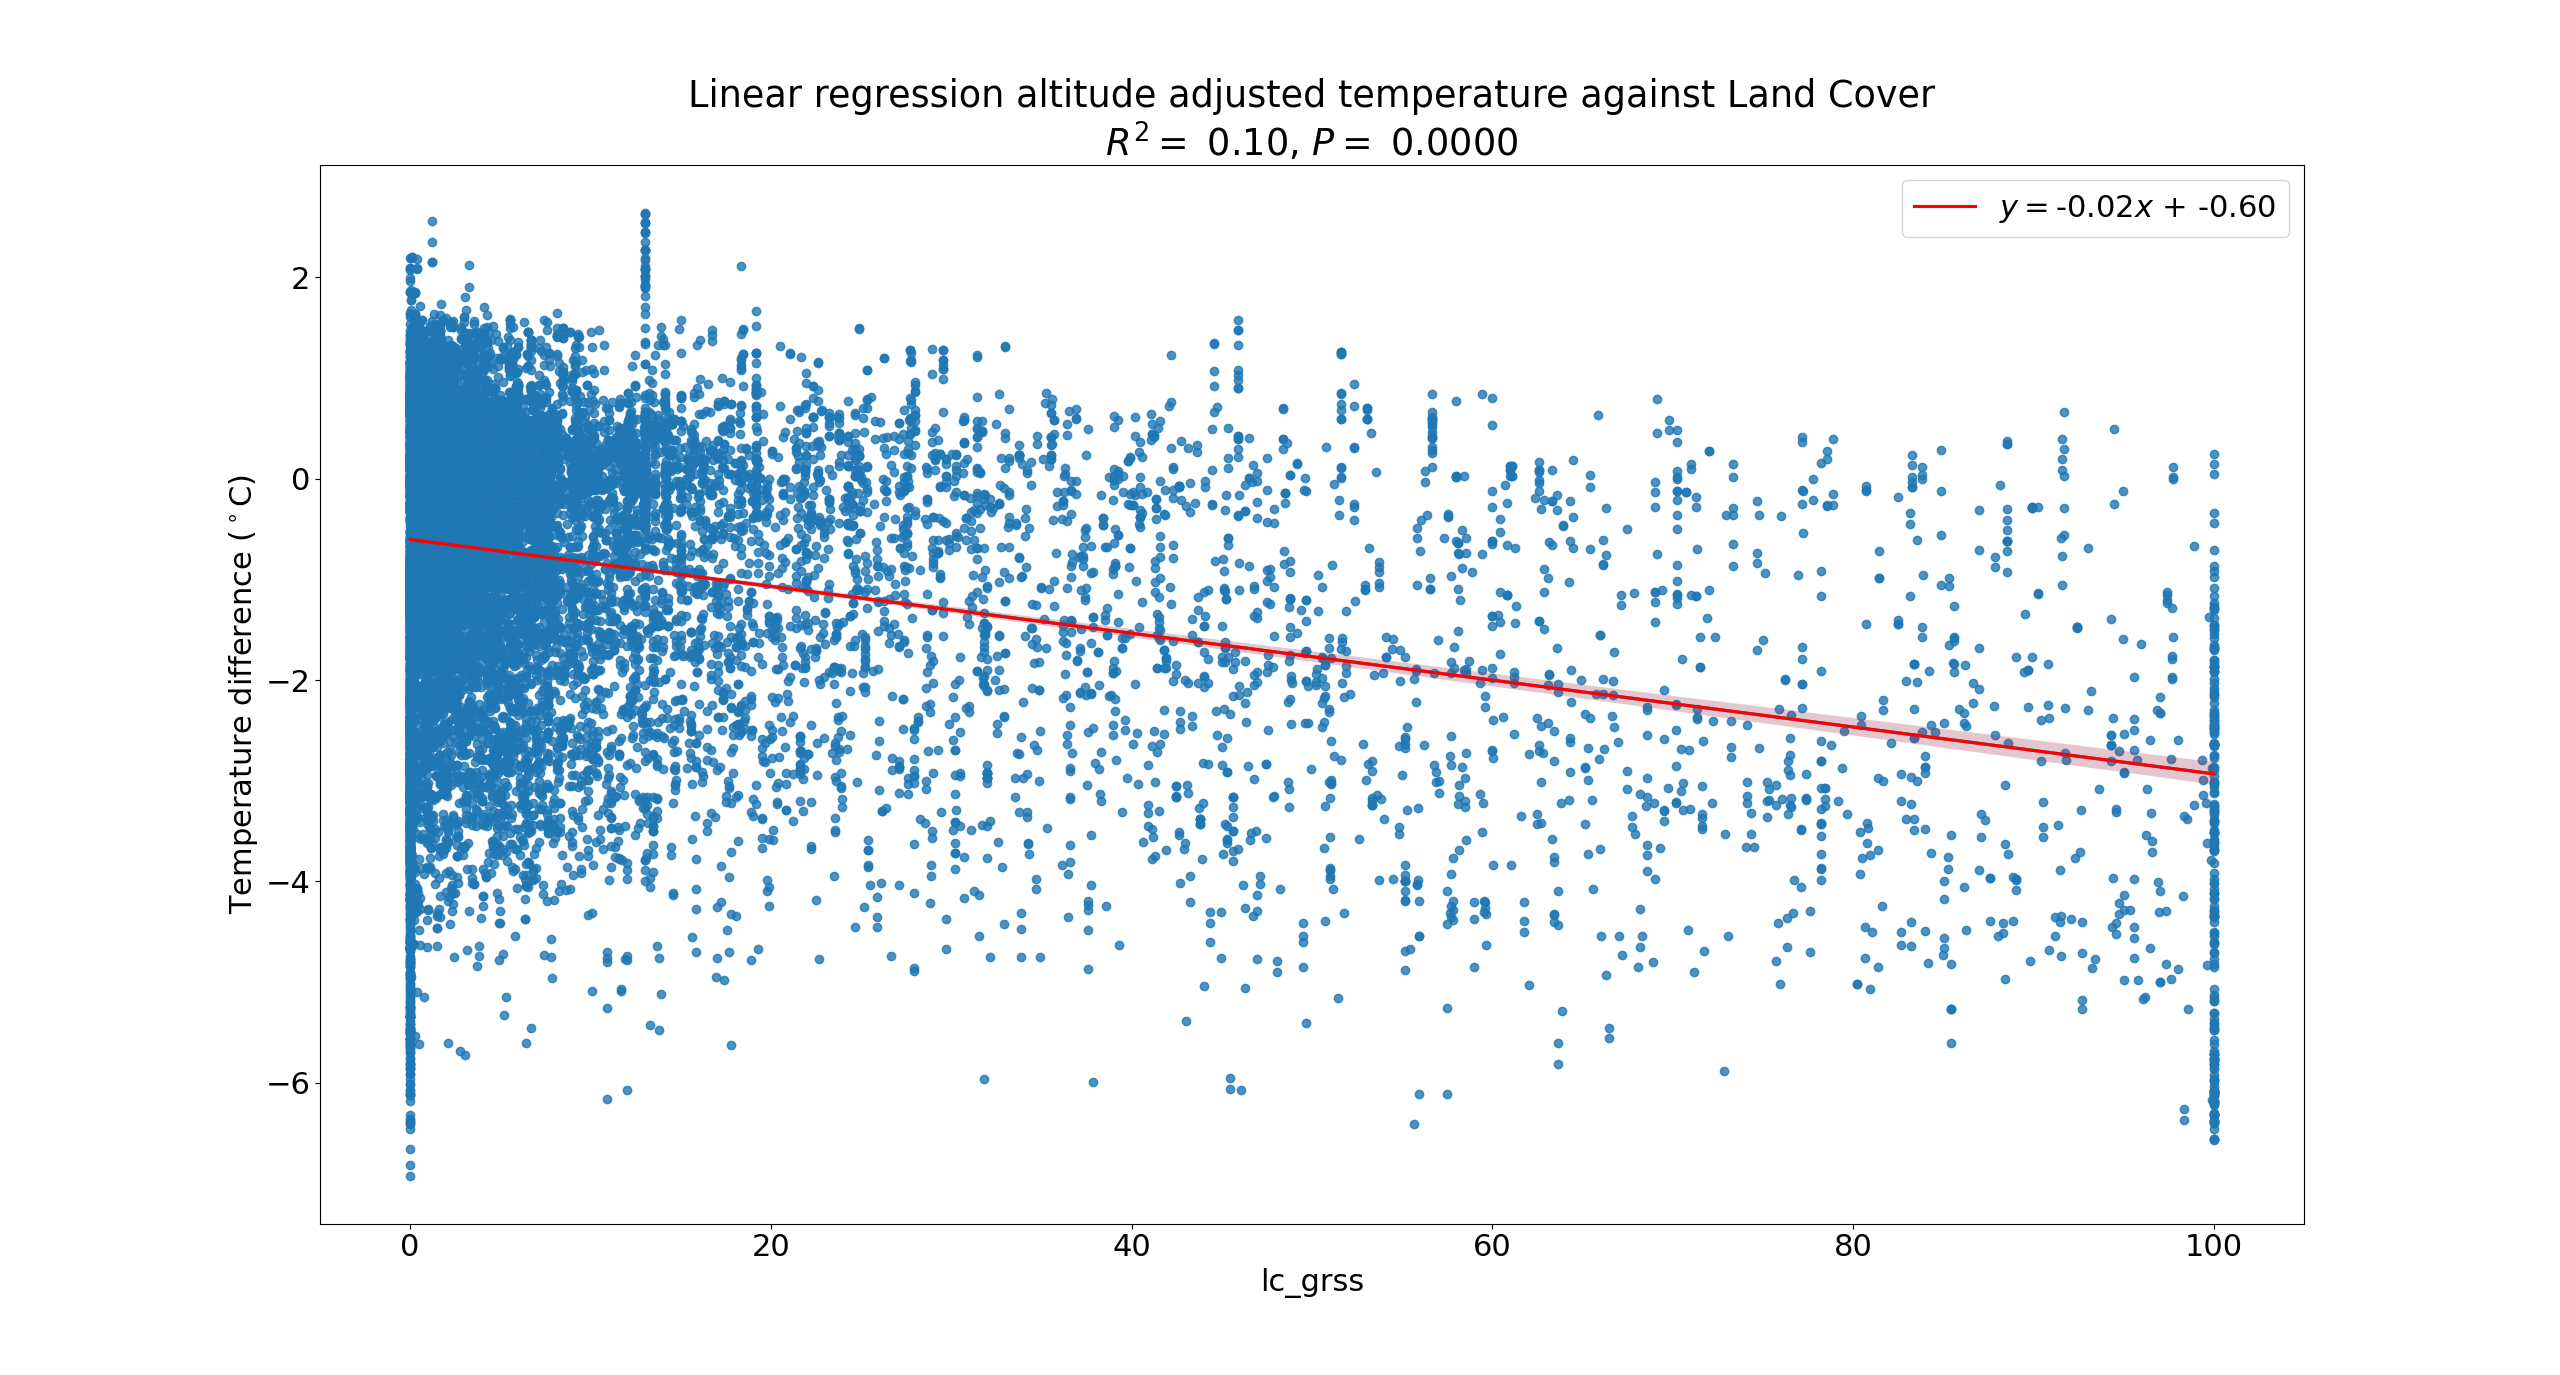 Linear regression altitude adjusted temperature against Land Cover
R² = 0.10, P = 0.0000
y = -0.02x + -0.60
Temperature difference (°C)
2
0
−2
−4
−6
0
20
40
60
80
100
lc_grss